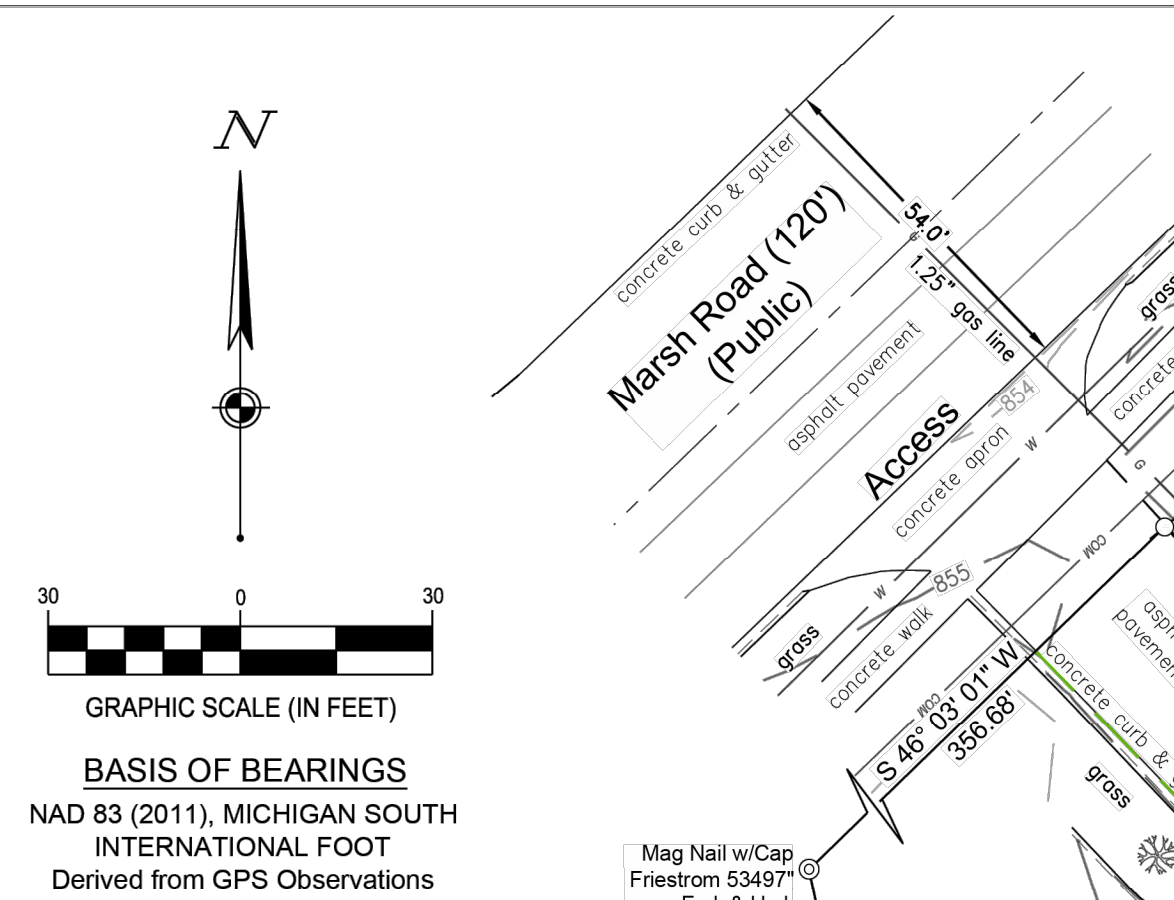 N
30 0 30
GRAPHIC SCALE (IN FEET)
BASIS OF BEARINGS
NAD 83 (2011), MICHIGAN SOUTH
INTERNATIONAL FOOT
Derived from GPS Observations
concrete curb & gutter
Marsh Road (120')
(Public)
54.0'
G
1.25" gas line
asphalt pavement
Access
854
concrete apron
W
grass
concrete
G
COM
855
W
grass
concrete walk
COM
S 46° 03' 01" W
356.68'
concrete curb &
grass
Mag Nail w/Cap
Friestrom 53497"